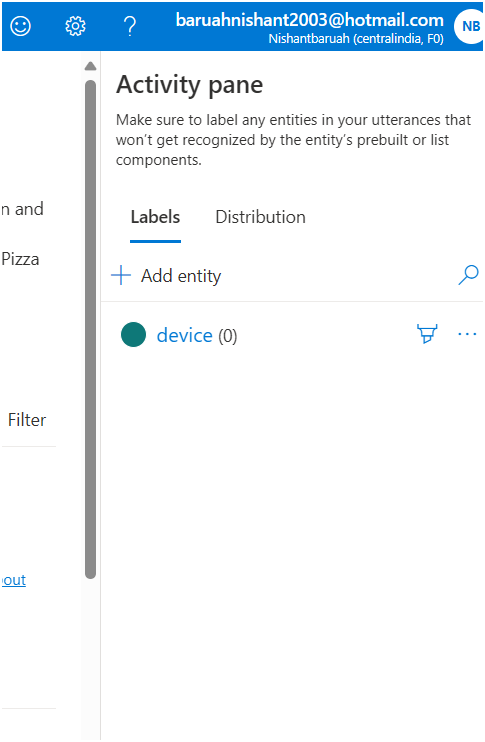 baruahnishant2003@hotmail.com
Nishantbaruah (centralindia, F0)
NB
Activity pane
Make sure to label any entities in your utterances that
won't get recognized by the entity's prebuilt or list
components.
n and
Pizza
Labels
Distribution
Add entity
device (0)
Filter
out